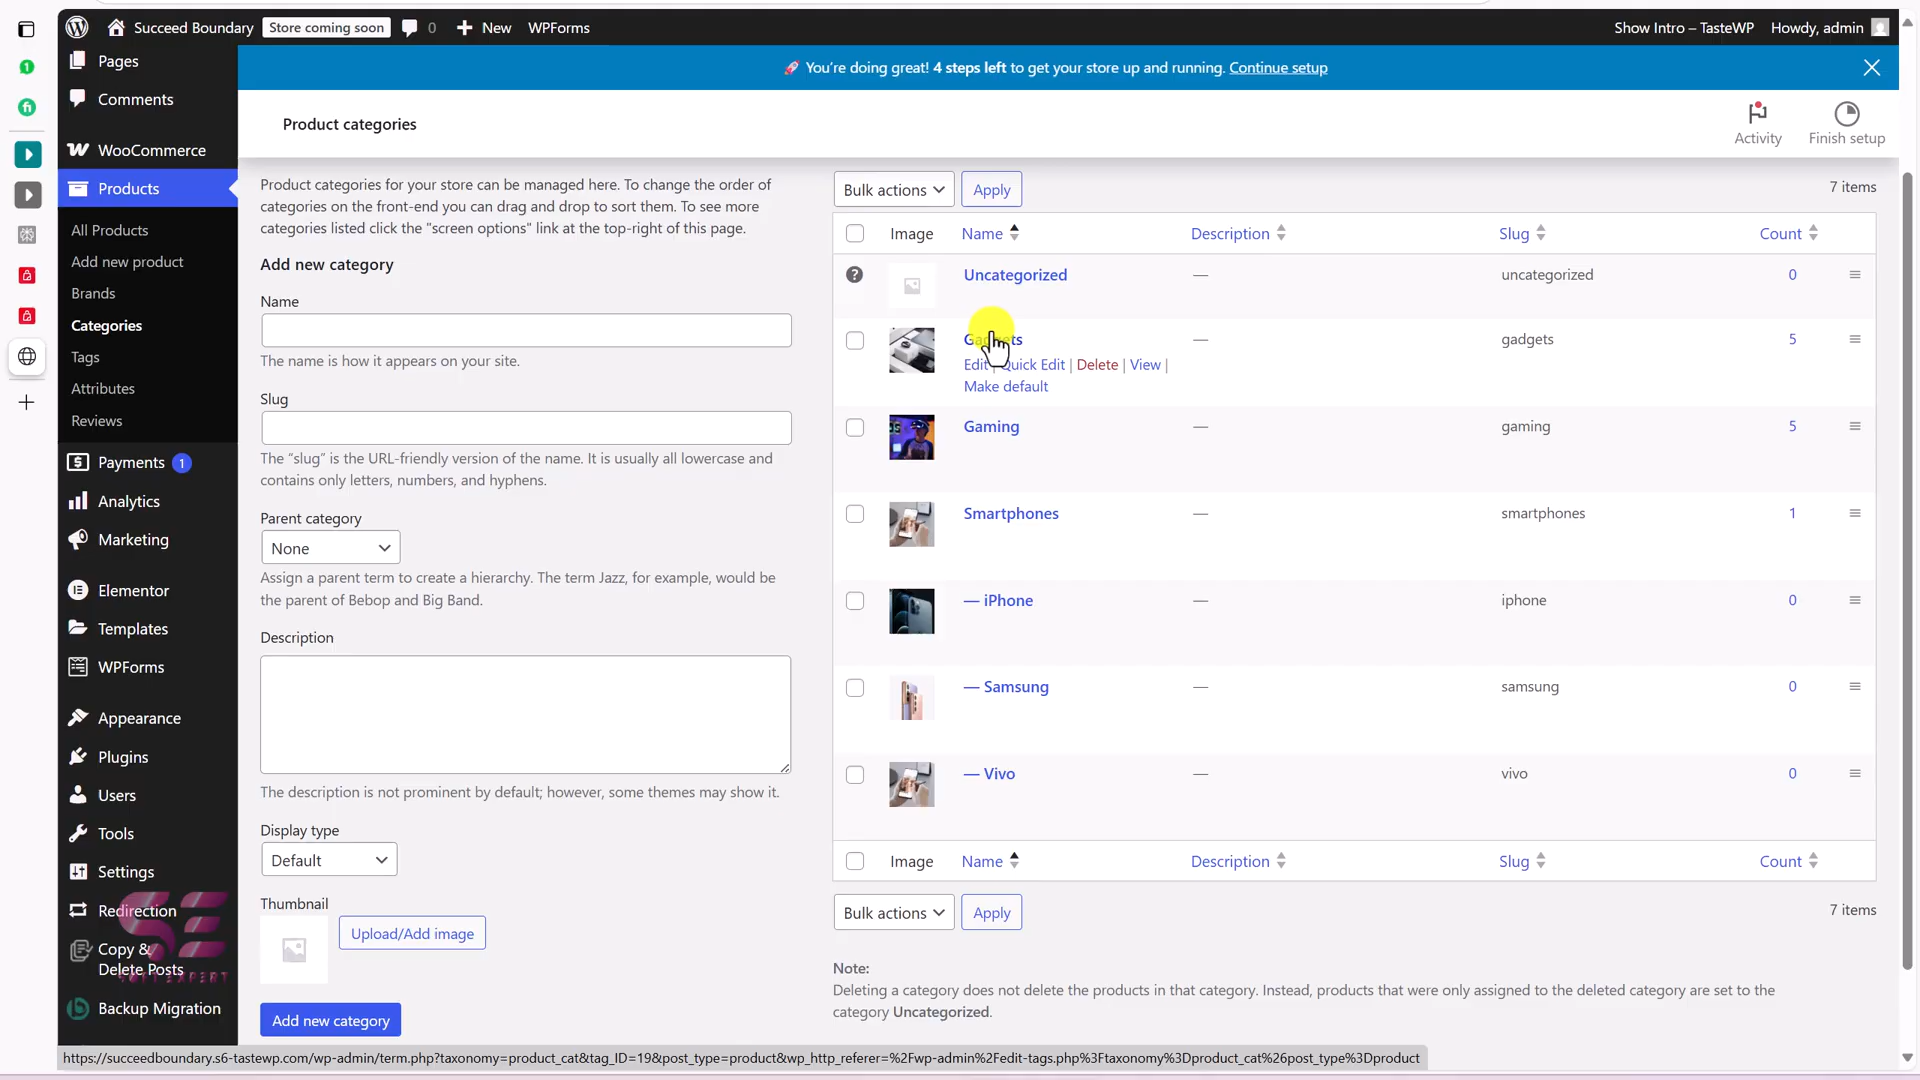 Succeed Boundary
Store coming soon
0
New
WPForms
Show Intro – TasteWP
Howdy, admin
🚀 You're doing great! 4 steps left to get your store up and running. Continue setup
Product categories
Activity
Finish setup
Pages
Comments
WooCommerce
Products
All Products
Add new product
Brands
Categories
Tags
Attributes
Reviews
Payments 1
Analytics
Marketing
Elementor
Templates
WPForms
Appearance
Plugins
Users
Tools
Settings
Redirection
Copy &
Delete Posts
Backup Migration
Product categories for your store can be managed here. To change the order of
categories on the front-end you can drag and drop to sort them. To see more
categories listed click the "screen options" link at the top-right of this page.
Add new category
Name
The name is how it appears on your site.
Slug
The “slug” is the URL-friendly version of the name. It is usually all lowercase and
contains only letters, numbers, and hyphens.
Parent category
None
Assign a parent term to create a hierarchy. The term Jazz, for example, would be
the parent of Bebop and Big Band.
Description
The description is not prominent by default; however, some themes may show it.
Display type
Default
Thumbnail
Upload/Add image
Add new category
Bulk actions
Apply
7 items
Image Name Description Slug Count
Uncategorized — uncategorized 0
Gadgets — gadgets 5
Edit | Quick Edit | Delete | View |
Make default
Gaming — gaming 5
Smartphones — smartphones 1
— iPhone — iphone 0
— Samsung — samsung 0
— Vivo — vivo 0
Image Name Description Slug Count
Bulk actions
Apply
7 items
Note:
Deleting a category does not delete the products in that category. Instead, products that were only assigned to the deleted category are set to the
category Uncategorized.
https://succeedboundary.s6-tastewp.com/wp-admin/term.php?taxonomy=product_cat&tag_ID=19&post_type=product&wp_http_referer=%2Fwp-admin%2Fedit-tags.php%3Ftaxonomy%3Dproduct_cat%26post_type%3Dproduct